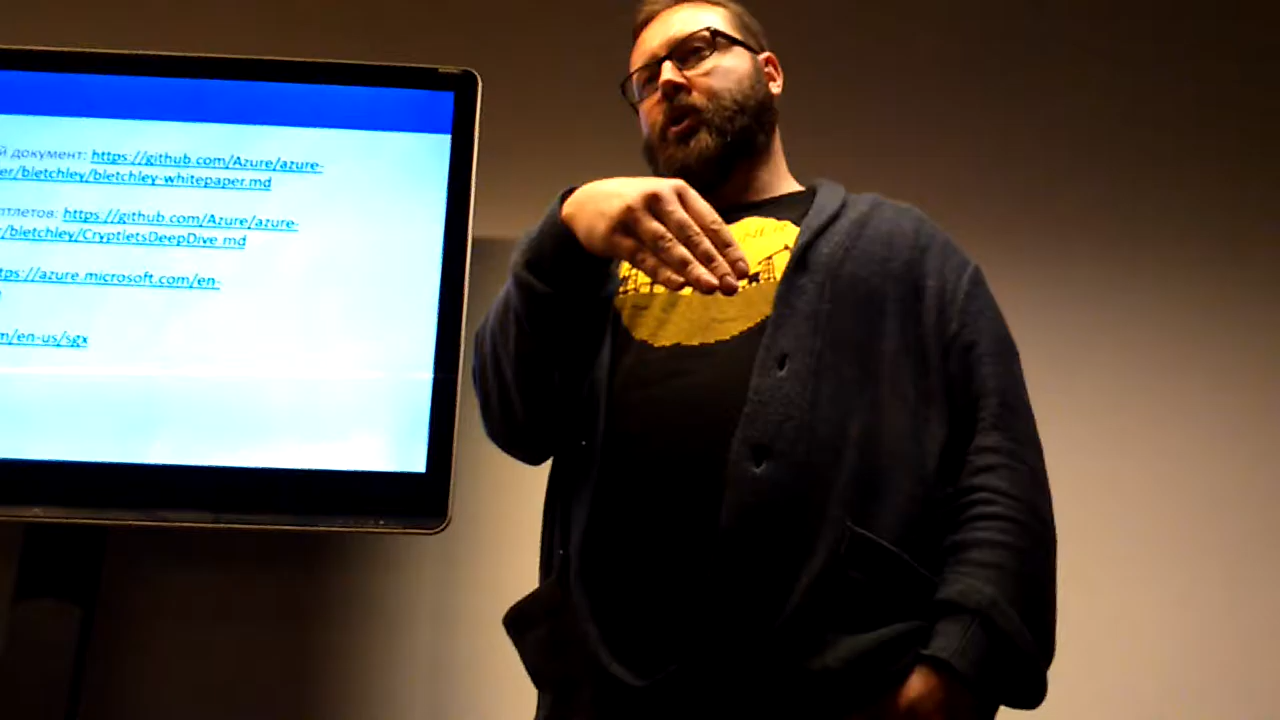 й документ: https://github.com/Azure/azure-
er/bletchley/bletchley-whitepaper.md
птлетов: https://github.com/Azure/azure-
/bletchley/CryptletsDeepDive.md
tps://azure.microsoft.com/en-
m/en-us/sgx